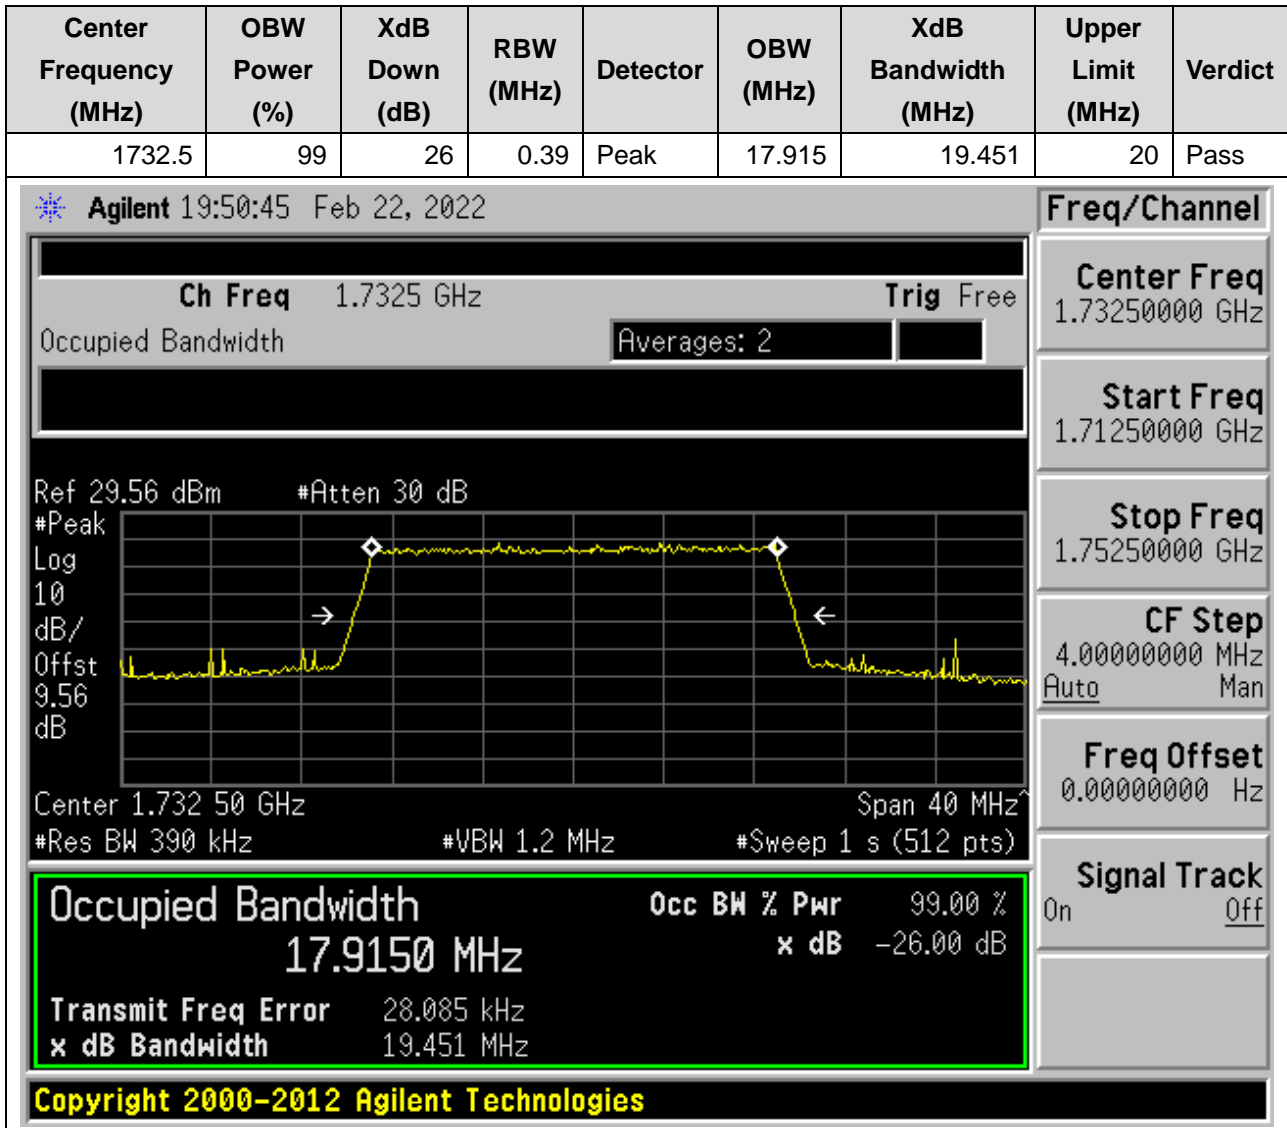 Center Frequency (MHz) OBW Power (%) XdB Down (dB) RBW (MHz) Detector OBW (MHz) XdB Bandwidth (MHz) Upper Limit (MHz) Verdict
1732.5 99 26 0.39 Peak 17.915 19.451 20 Pass
Agilent 19:50:45 Feb 22, 2022
Ch Freq 1.7325 GHz Trig Free
Occupied Bandwidth Averages: 2
Ref 29.56 dBm #Atten 30 dB
#Peak
Log
10
dB/
Offst
9.56
dB
Center 1.732 50 GHz Span 40 MHz^
#Res BW 390 kHz #VBW 1.2 MHz #Sweep 1 s (512 pts)
Occupied Bandwidth Occ BW % Pwr 99.00 %
17.9150 MHz x dB -26.00 dB
Transmit Freq Error 28.085 kHz
x dB Bandwidth 19.451 MHz
Copyright 2000-2012 Agilent Technologies
Freq/Channel
Center Freq
1.73250000 GHz
Start Freq
1.71250000 GHz
Stop Freq
1.75250000 GHz
CF Step
4.00000000 MHz
Auto Man
Freq Offset
0.00000000 Hz
Signal Track
On Off